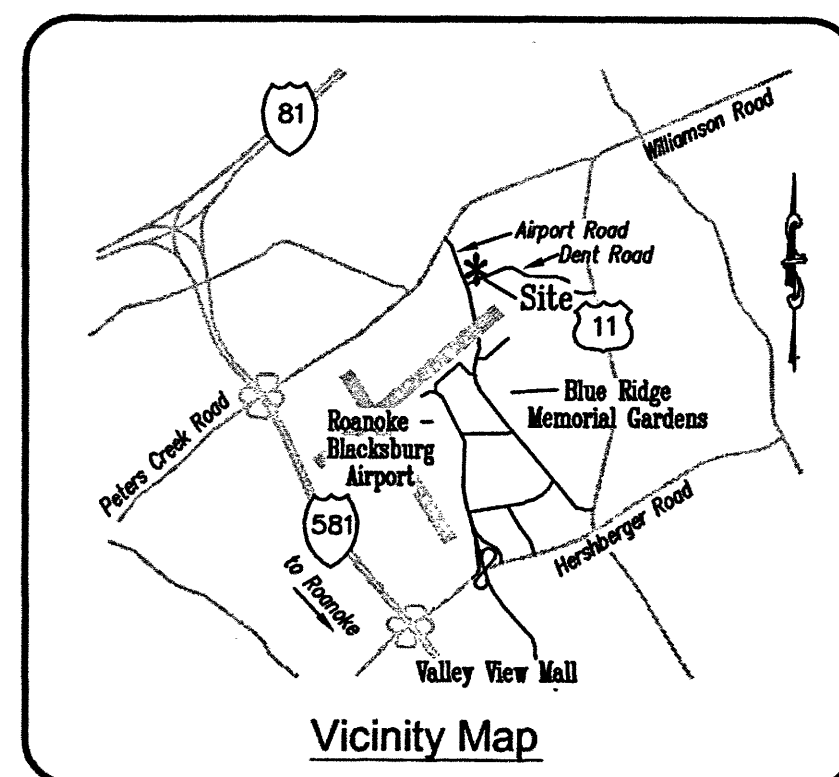 81
Williamson Road
Airport Road
Dent Road
Site
11
Blue Ridge
Memorial Gardens
Roanoke –
Blacksburg
Airport
Peters Creek Road
581
to Roanoke
Hershberger Road
Valley View Mall
Vicinity Map